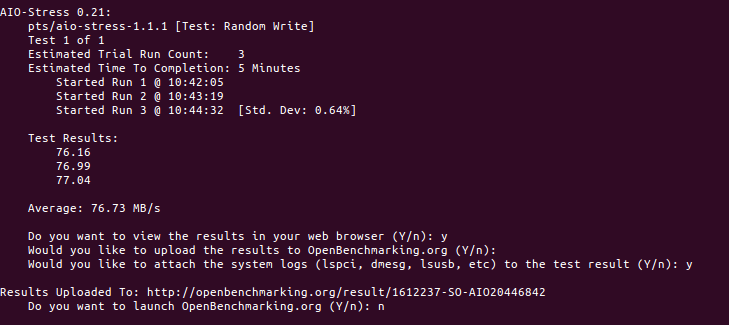 AIO-Stress 0.21:
pts/aio-stress-1.1.1 [Test: Random Write]
Test 1 of 1
Estimated Trial Run Count:    3
Estimated Time To Completion: 5 Minutes
Started Run 1 @ 10:42:05
Started Run 2 @ 10:43:19
Started Run 3 @ 10:44:32  [Std. Dev: 0.64%]
Test Results:
76.16
76.99
77.04
Average: 76.73 MB/s
Do you want to view the results in your web browser (Y/n): y
Would you like to upload the results to OpenBenchmarking.org (Y/n):
Would you like to attach the system logs (lspci, dmesg, lsusb, etc) to the test result (Y/n): y
Results Uploaded To: http://openbenchmarking.org/result/1612237-SO-AIO20446842
Do you want to launch OpenBenchmarking.org (Y/n): n